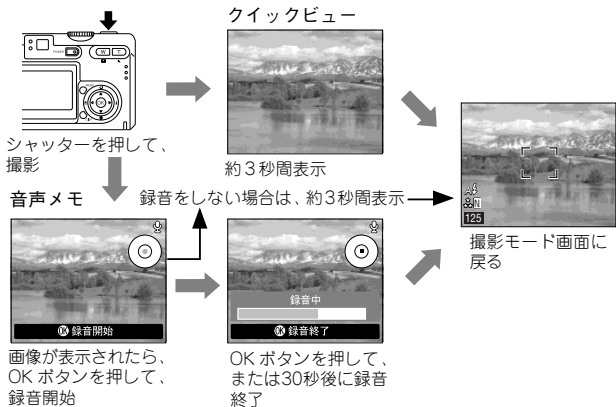 クイックビュー
POWER
W
T
OK
シャッターを押して、
撮影
約３秒間表示
音声メモ
録音をしない場合は、約3秒間表示
A
N
125
撮影モード画面に
戻る
OK 録音開始
録音中
OK 録音終了
画像が表示されたら、
OK ボタンを押して、
録音開始
OK ボタンを押して、
または30秒後に録音
終了